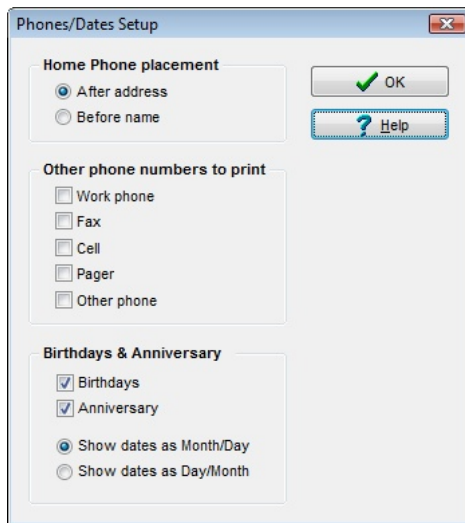 Phones/Dates Setup
Home Phone placement
After address
Before name
OK
Help
Other phone numbers to print
Work phone
Fax
Cell
Pager
Other phone
Birthdays & Anniversary
Birthdays
Anniversary
Show dates as Month/Day
Show dates as Day/Month